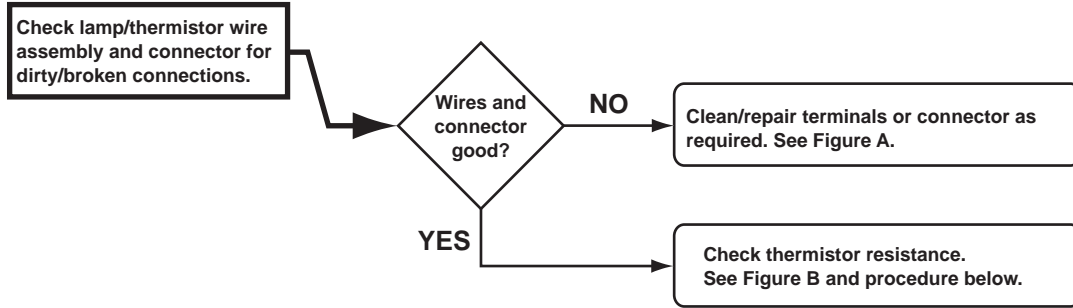 Check lamp/thermistor wire
assembly and connector for
dirty/broken connections.
Wires and
connector
good?
NO
Clean/repair terminals or connector as
required. See Figure A.
YES
Check thermistor resistance.
See Figure B and procedure below.